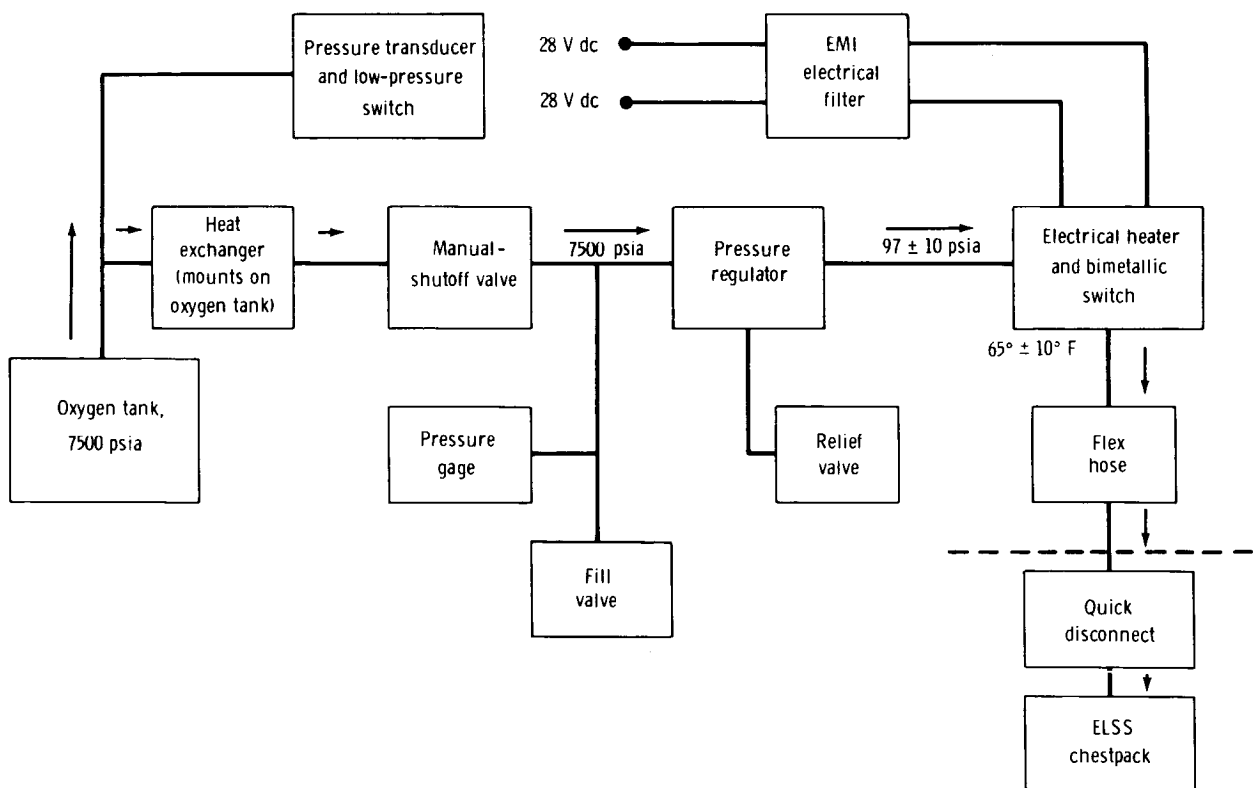 Pressure transducer
and low-pressure
switch
28 V dc
28 V dc
EMI
electrical
filter
Heat
exchanger
(mounts on
oxygen tank)
Manual-
shutoff valve
7500 psia
Pressure
regulator
97 ± 10 psia
Electrical heater
and bimetallic
switch
65° ± 10° F
Oxygen tank,
7500 psia
Pressure
gage
Relief
valve
Flex
hose
Fill
valve
Quick
disconnect
ELSS
chestpack